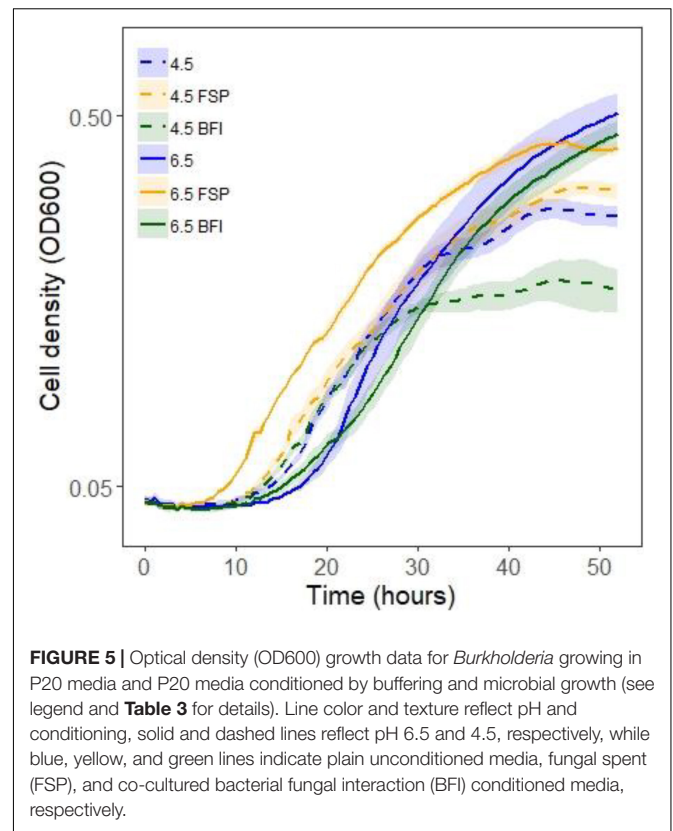 4.5
4.5 FSP
4.5 BFI
6.5
6.5 FSP
6.5 BFI
0.50
0.05
Cell density (OD600)
0 10 20 30 40 50
Time (hours)
FIGURE 5 | Optical density (OD600) growth data for Burkholderia growing in
P20 media and P20 media conditioned by buffering and microbial growth (see
legend and Table 3 for details). Line color and texture reflect pH and
conditioning, solid and dashed lines reflect pH 6.5 and 4.5, respectively, while
blue, yellow, and green lines indicate plain unconditioned media, fungal spent
(FSP), and co-cultured bacterial fungal interaction (BFI) conditioned media,
respectively.